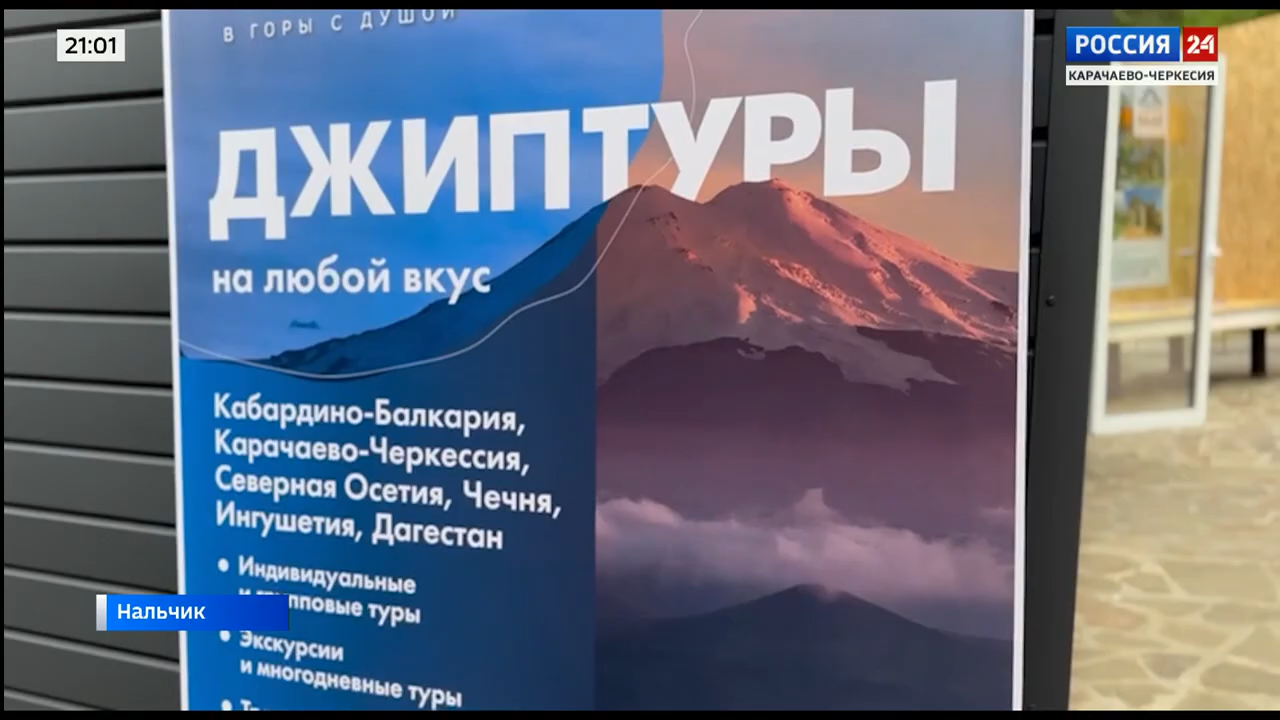 21:01
РОССИЯ 24
КАРАЧАЕВО-ЧЕРКЕСИЯ
В ГОРЫ С ДУШОЙ
ДЖИПТУРЫ
на любой вкус
Кабардино-Балкария,
Карачаево-Черкессия,
Северная Осетия, Чечня,
Ингушетия, Дагестан
• Индивидуальные
и групповые туры
• Экскурсии
и многодневные туры
Нальчик